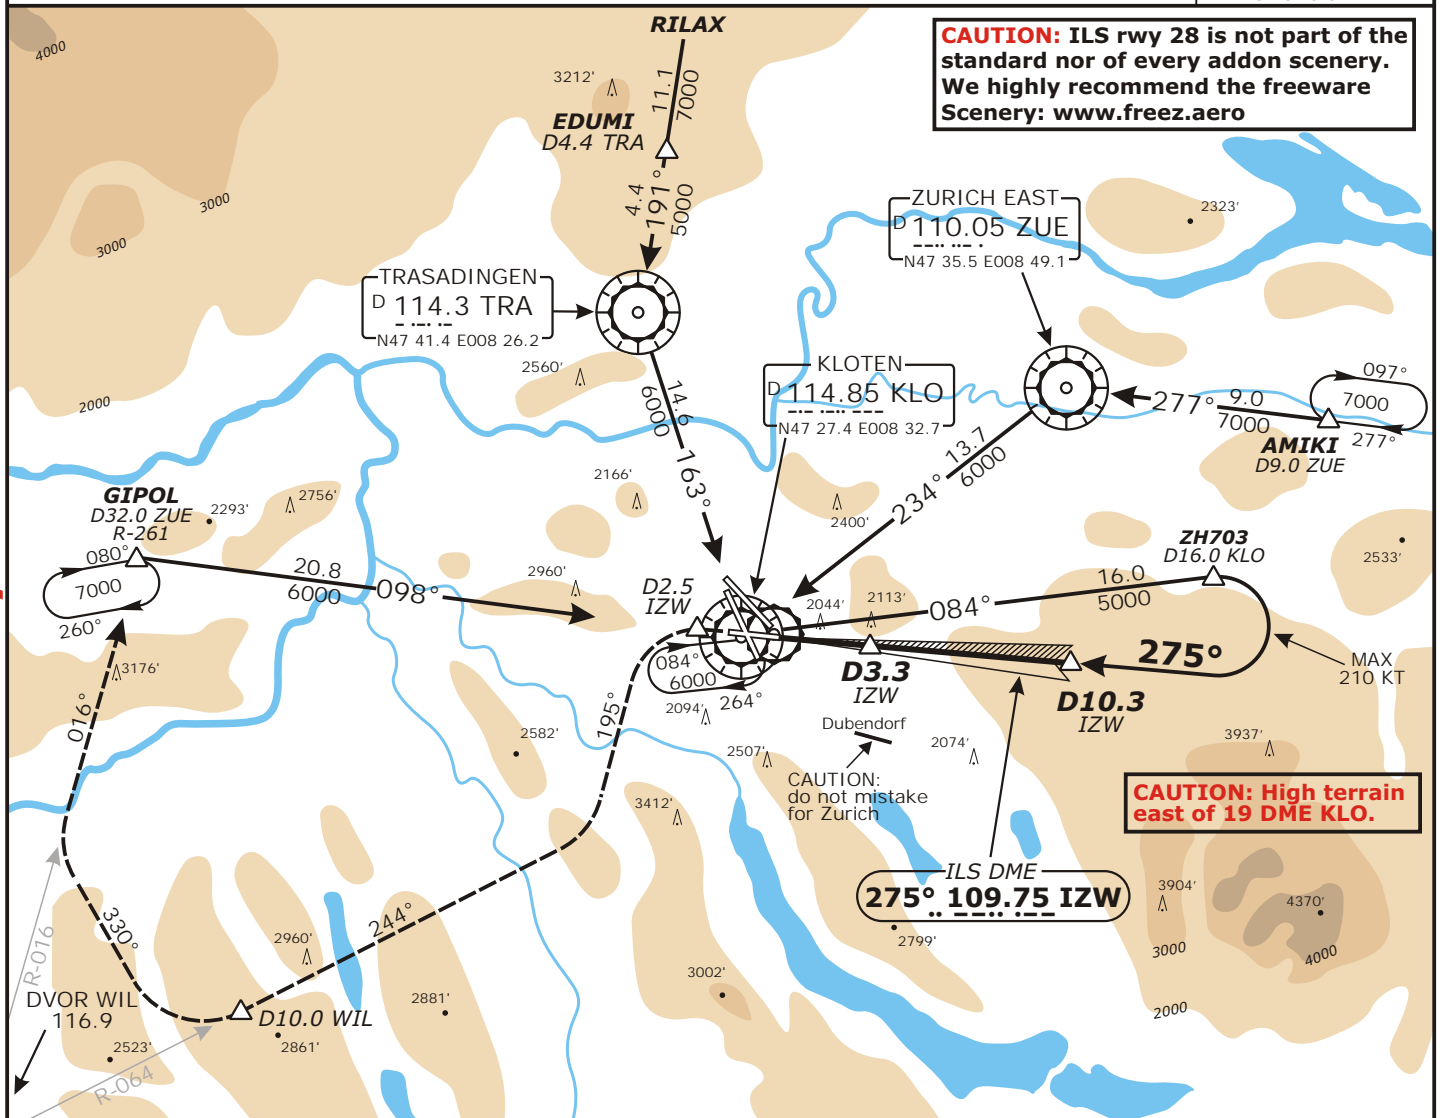 4000
RILAX
11.1
7000
3212'
EDUMI
D4.4 TRA
4.4
191°
5000
CAUTION: ILS rwy 28 is not part of the
standard nor of every addon scenery.
We highly recommend the freeware
Scenery: www.freez.aero
3000
3000
2323'
ZURICH EAST
D 110.05 ZUE
N47 35.5 E008 49.1
TRASADINGEN
D 114.3 TRA
N47 41.4 E008 26.2
2560'
14.6
6000
163°
KLOTEN
D 114.85 KLO
N47 27.4 E008 32.7
097°
7000
277°
277°
9.0
7000
AMIKI
D9.0 ZUE
2000
13.7
6000
234°
2166'
2400'
GIPOL
D32.0 ZUE
R-261
2293'
2756'
080°
7000
260°
20.8
6000
098°
2960'
ZH703
D16.0 KLO
2533'
D2.5
IZW
2044'
2113'
084°
16.0
5000
084°
6000
264°
275°
MAX
210 KT
D3.3
IZW
D10.3
IZW
3176'
016°
195°
2094'
Dubendorf
2582'
2507'
2074'
3937'
CAUTION:
do not mistake
for Zurich
CAUTION: High terrain
east of 19 DME KLO.
3412'
ILS DME
275° 109.75 IZW
3904'
4370'
2799'
3000
4000
330°
244°
2960'
R-016
DVOR WIL
116.9
D10.0 WIL
2881'
3002'
2000
2523'
2861'
R-064